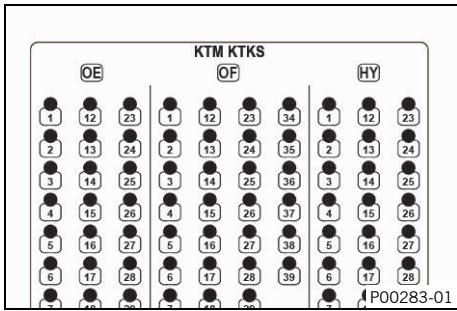 KTM KTKS
OE OF HY
1 12 23 1 12 23 34 1 12 23
2 13 24 2 13 24 35 2 13 24
3 14 25 3 14 25 36 3 14 25
4 15 26 4 15 26 37 4 15 26
5 16 27 5 16 27 38 5 16 27
6 17 28 6 17 28 39 6 17 28
P00283-01